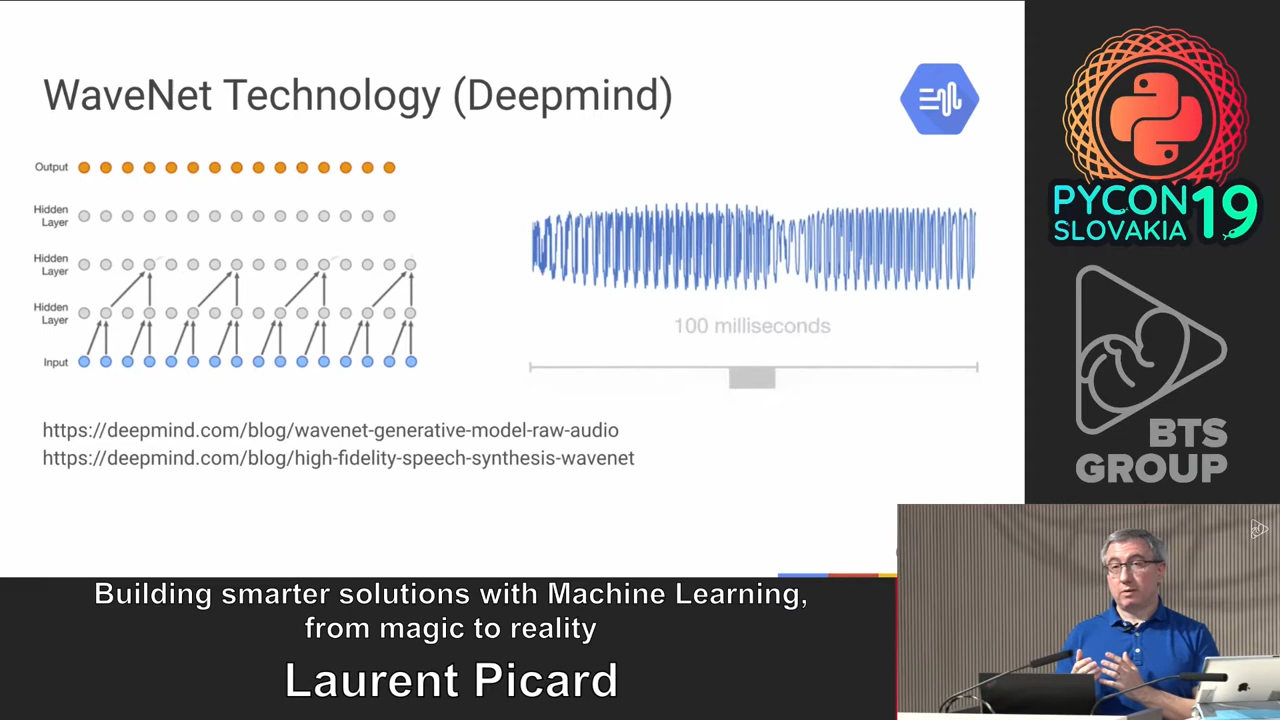 WaveNet Technology (Deepmind)
Output
Hidden
Layer
Hidden
Layer
Hidden
Layer
Input
100 milliseconds
https://deepmind.com/blog/wavenet-generative-model-raw-audio
https://deepmind.com/blog/high-fidelity-speech-synthesis-wavenet
PYCON 19
SLOVAKIA
BTS
GROUP
Building smarter solutions with Machine Learning,
from magic to reality
Laurent Picard